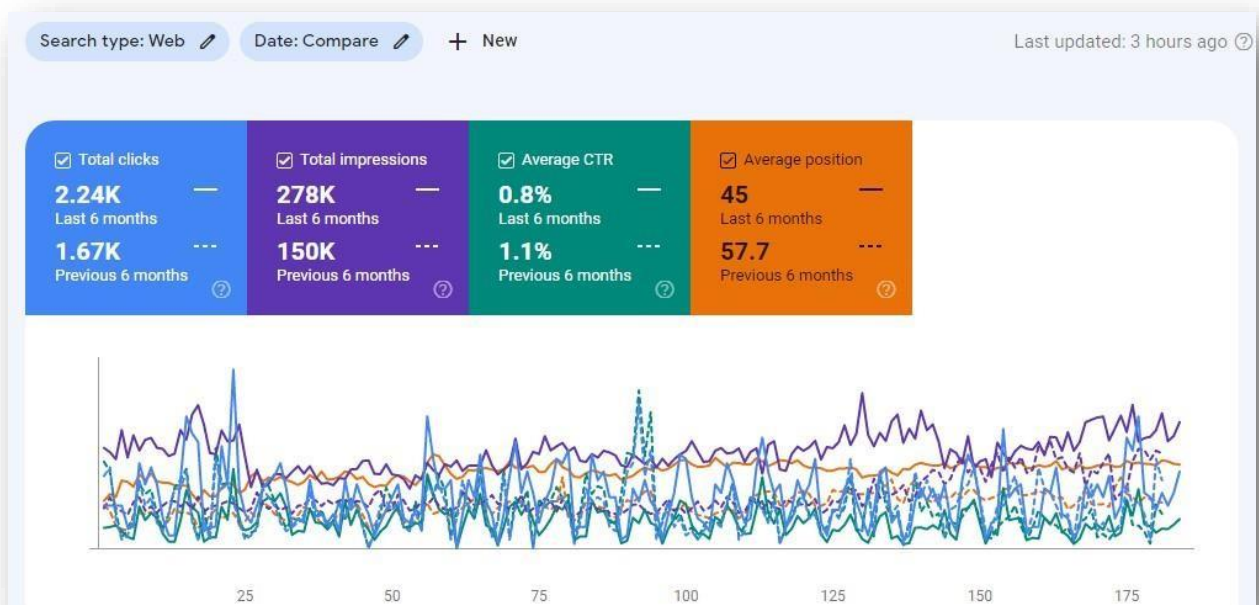 Search type: Web
Date: Compare
+ New
Last updated: 3 hours ago
Total clicks
2.24K
Last 6 months
1.67K
Previous 6 months
Total impressions
278K
Last 6 months
150K
Previous 6 months
Average CTR
0.8%
Last 6 months
1.1%
Previous 6 months
Average position
45
Last 6 months
57.7
Previous 6 months
25 50 75 100 125 150 175